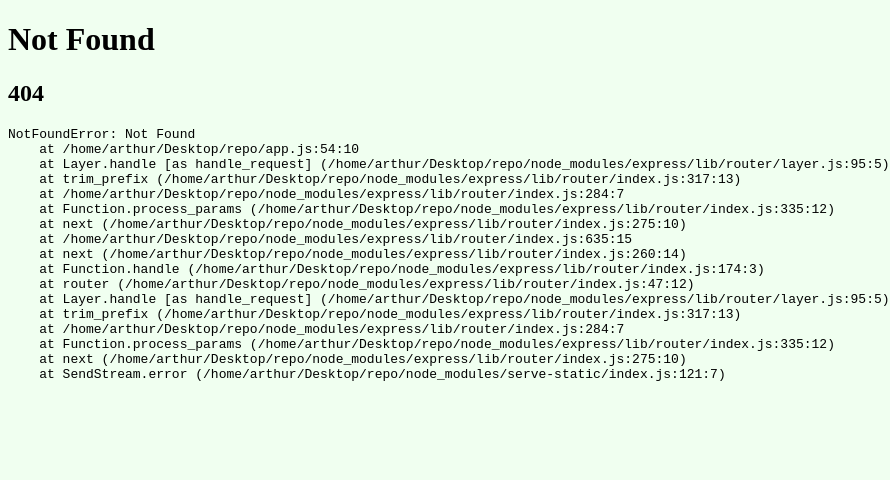 Not Found
404
NotFoundError: Not Found
at /home/arthur/Desktop/repo/app.js:54:10
at Layer.handle [as handle_request] (/home/arthur/Desktop/repo/node_modules/express/lib/router/layer.js:95:5)
at trim_prefix (/home/arthur/Desktop/repo/node_modules/express/lib/router/index.js:317:13)
at /home/arthur/Desktop/repo/node_modules/express/lib/router/index.js:284:7
at Function.process_params (/home/arthur/Desktop/repo/node_modules/express/lib/router/index.js:335:12)
at next (/home/arthur/Desktop/repo/node_modules/express/lib/router/index.js:275:10)
at /home/arthur/Desktop/repo/node_modules/express/lib/router/index.js:635:15
at next (/home/arthur/Desktop/repo/node_modules/express/lib/router/index.js:260:14)
at Function.handle (/home/arthur/Desktop/repo/node_modules/express/lib/router/index.js:174:3)
at router (/home/arthur/Desktop/repo/node_modules/express/lib/router/index.js:47:12)
at Layer.handle [as handle_request] (/home/arthur/Desktop/repo/node_modules/express/lib/router/layer.js:95:5)
at trim_prefix (/home/arthur/Desktop/repo/node_modules/express/lib/router/index.js:317:13)
at /home/arthur/Desktop/repo/node_modules/express/lib/router/index.js:284:7
at Function.process_params (/home/arthur/Desktop/repo/node_modules/express/lib/router/index.js:335:12)
at next (/home/arthur/Desktop/repo/node_modules/express/lib/router/index.js:275:10)
at SendStream.error (/home/arthur/Desktop/repo/node_modules/serve-static/index.js:121:7)